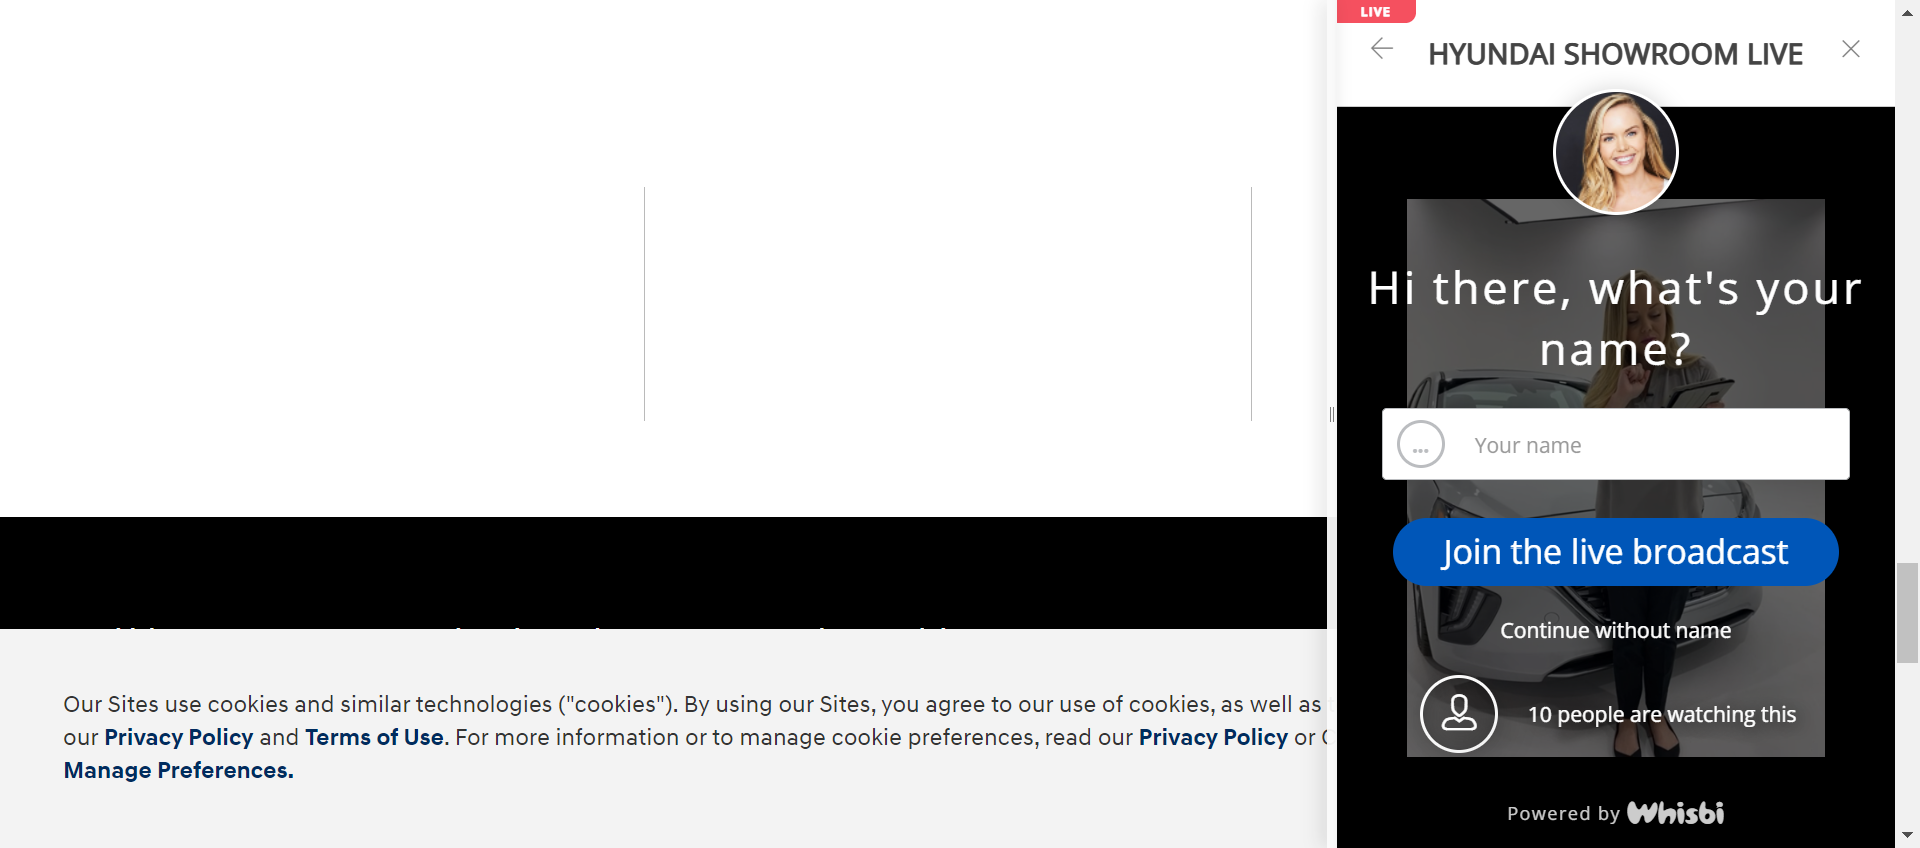 LIVE
HYUNDAI SHOWROOM LIVE
Hi there, what's your
name?
...
Your name
Join the live broadcast
Continue without name
10 people are watching this
Powered by Whisbi
Our Sites use cookies and similar technologies ("cookies"). By using our Sites, you agree to our use of cookies, as well as
our Privacy Policy and Terms of Use. For more information or to manage cookie preferences, read our Privacy Policy or
Manage Preferences.